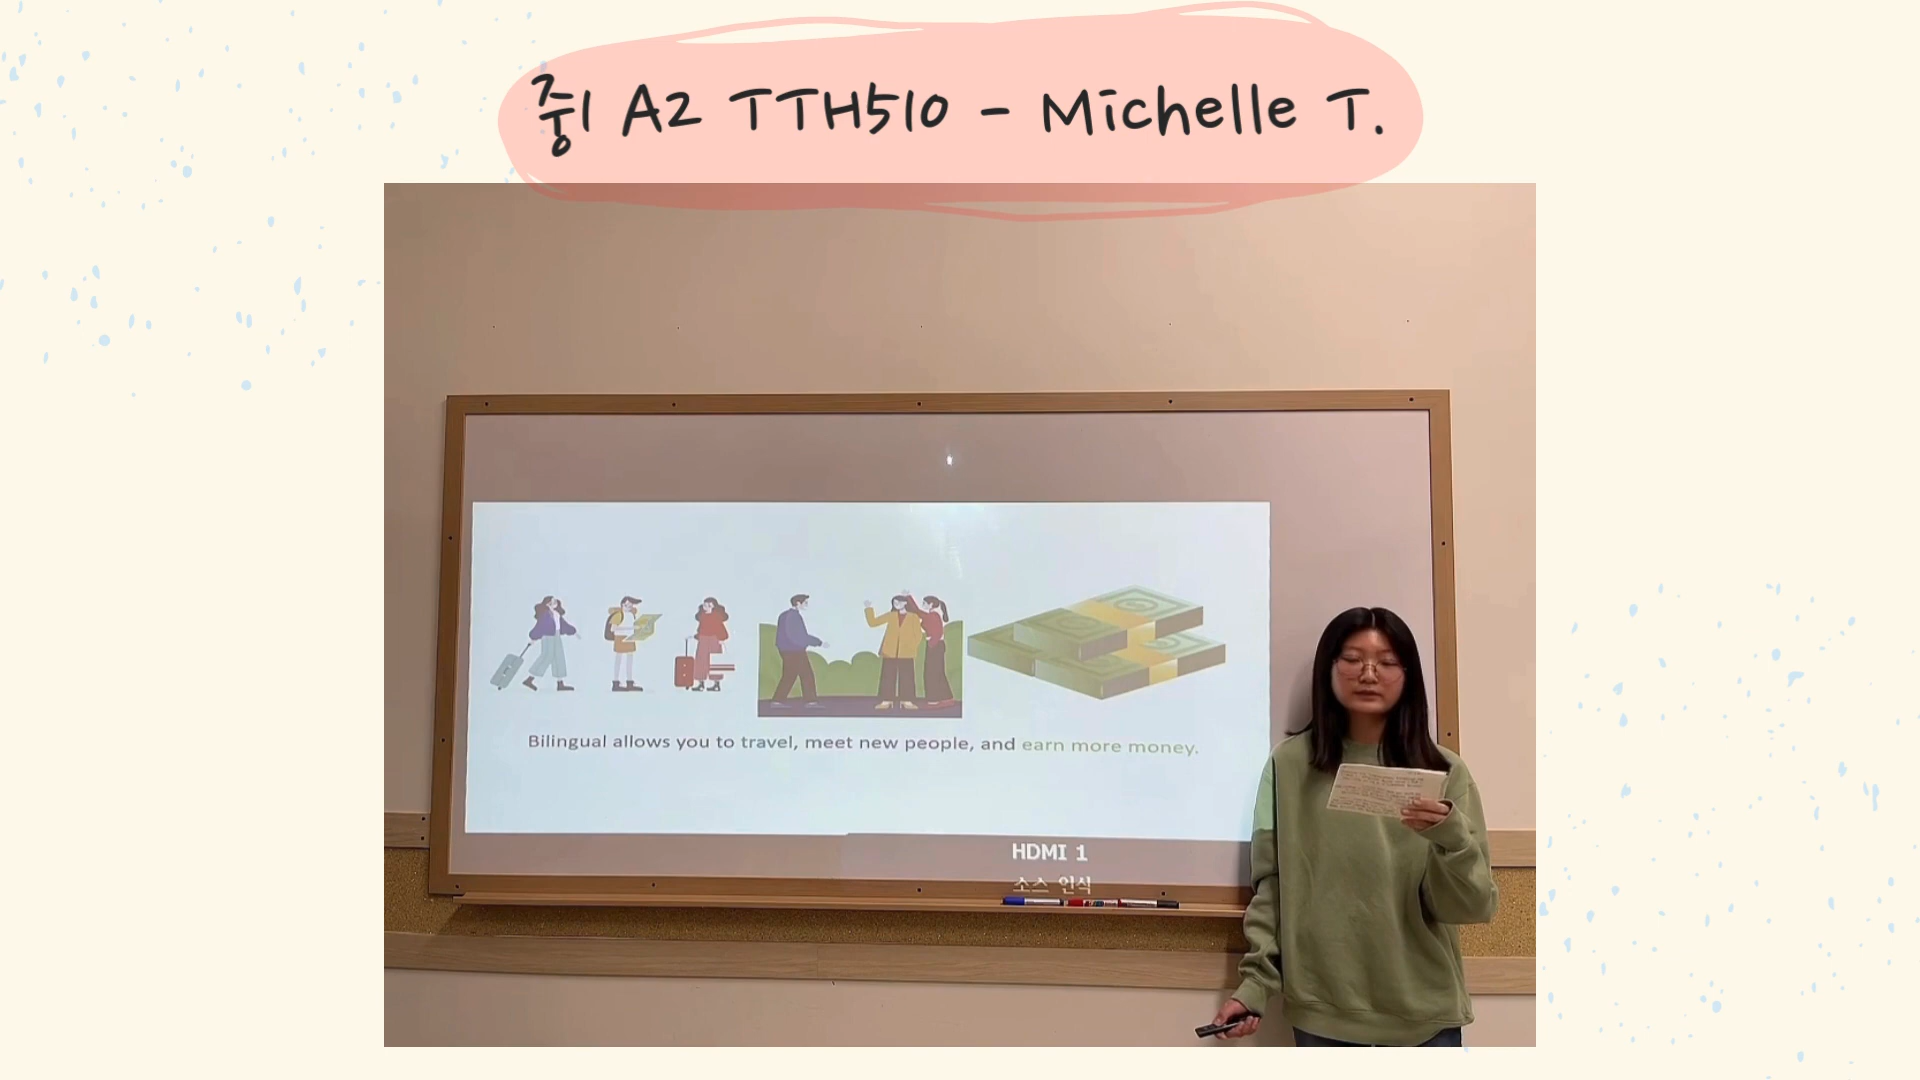 중1 A2 TTH510 - Michelle T.
Bilingual allows you to travel, meet new people, and earn more money.
HDMI 1
소스 인식